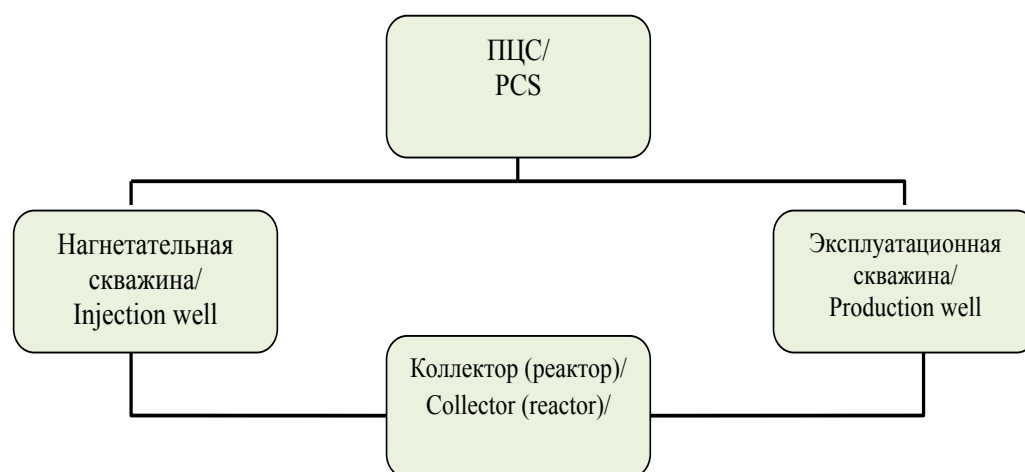 ПЦС/
PCS
Нагнетательная
скважина/
Injection well
Эксплуатационная
скважина/
Production well
Коллектор (реактор)/
Collector (reactor)/